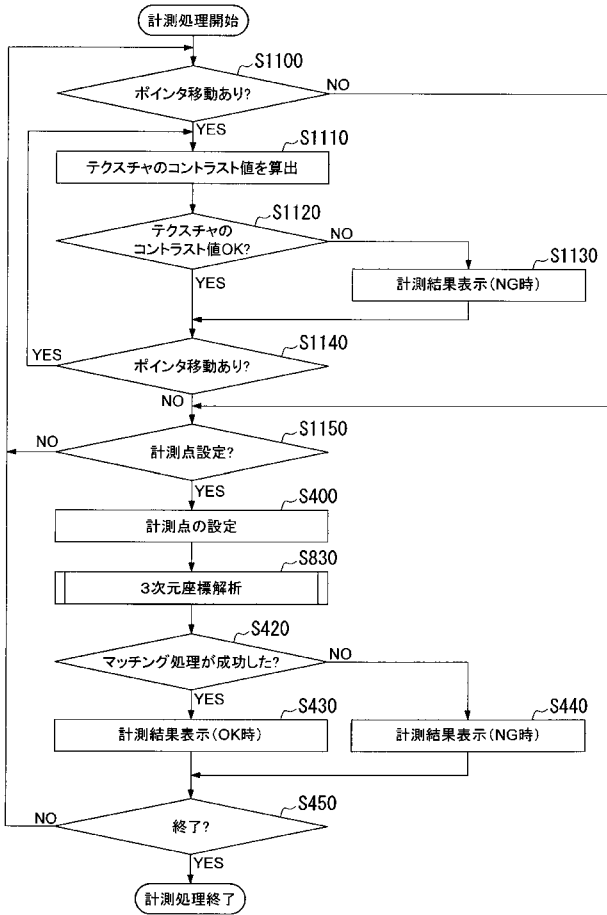 計測処理開始
S1100
ポインタ移動あり?
NO
YES
S1110
テクスチャのコントラスト値を算出
S1120
テクスチャの
コントラスト値OK?
NO
YES
S1130
計測結果表示(NG時)
S1140
ポインタ移動あり?
YES
NO
S1150
計測点設定?
NO
YES
S400
計測点の設定
S830
3次元座標解析
S420
マッチング処理が成功した?
NO
YES
S430
計測結果表示(OK時)
S440
計測結果表示(NG時)
S450
終了?
NO
YES
計測処理終了